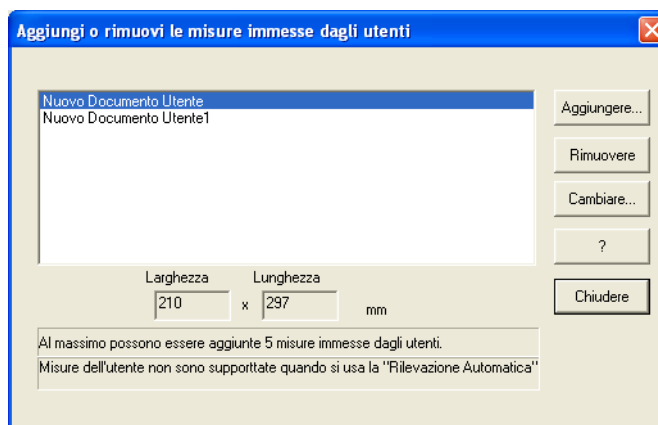 Aggiungi o rimuovi le misure immesse dagli utenti
Nuovo Documento Utente
Nuovo Documento Utente1
Aggiungere...
Rimuovere
Cambiare...
?
Chiudere
Larghezza Lunghezza
210 x 297 mm
Al massimo possono essere aggiunte 5 misure immesse dagli utenti.
Misure dell'utente non sono supporttate quando si usa la "Rilevazione Automatica"